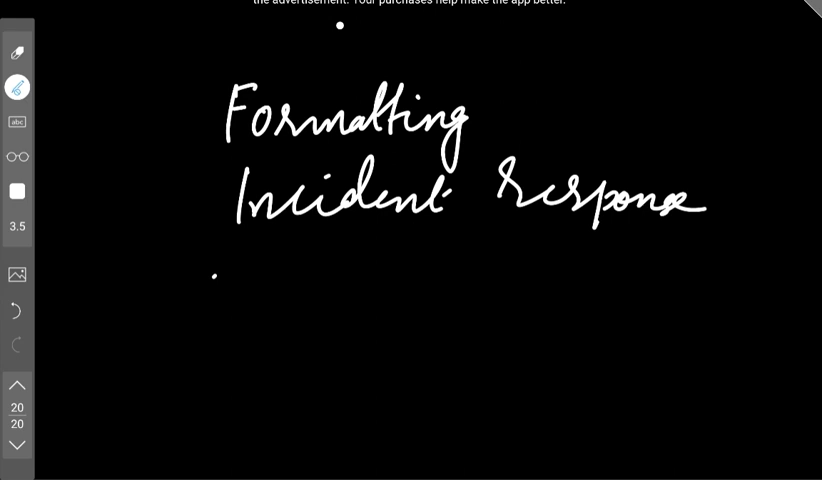 the advertisement. Your purchases help make the app better.
Formatting
Incident response
abc
3.5
20
20